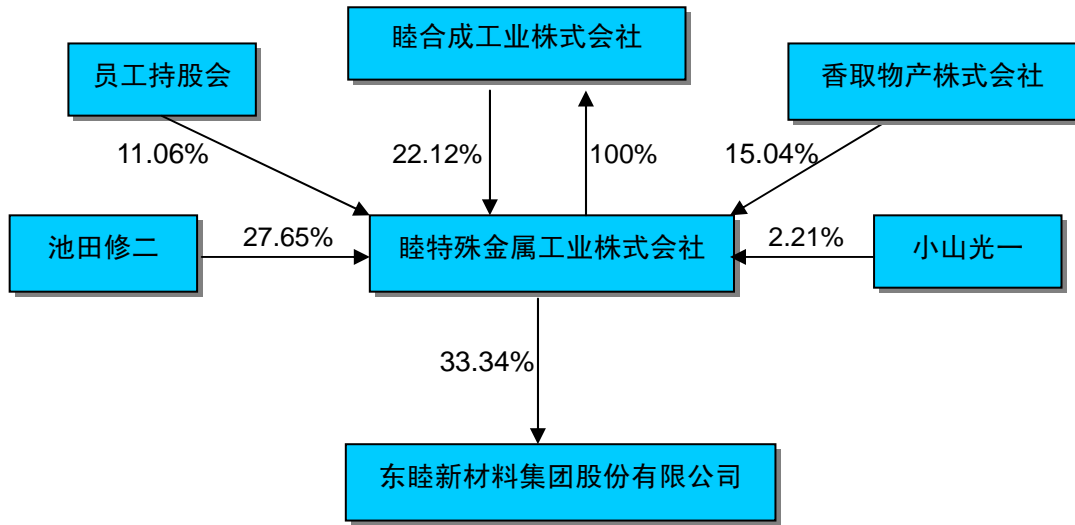 睦合成工业株式会社
员工持股会
香取物产株式会社
11.06%
22.12%
100%
15.04%
池田修二
27.65%
睦特殊金属工业株式会社
2.21%
小山光一
33.34%
东睦新材料集团股份有限公司